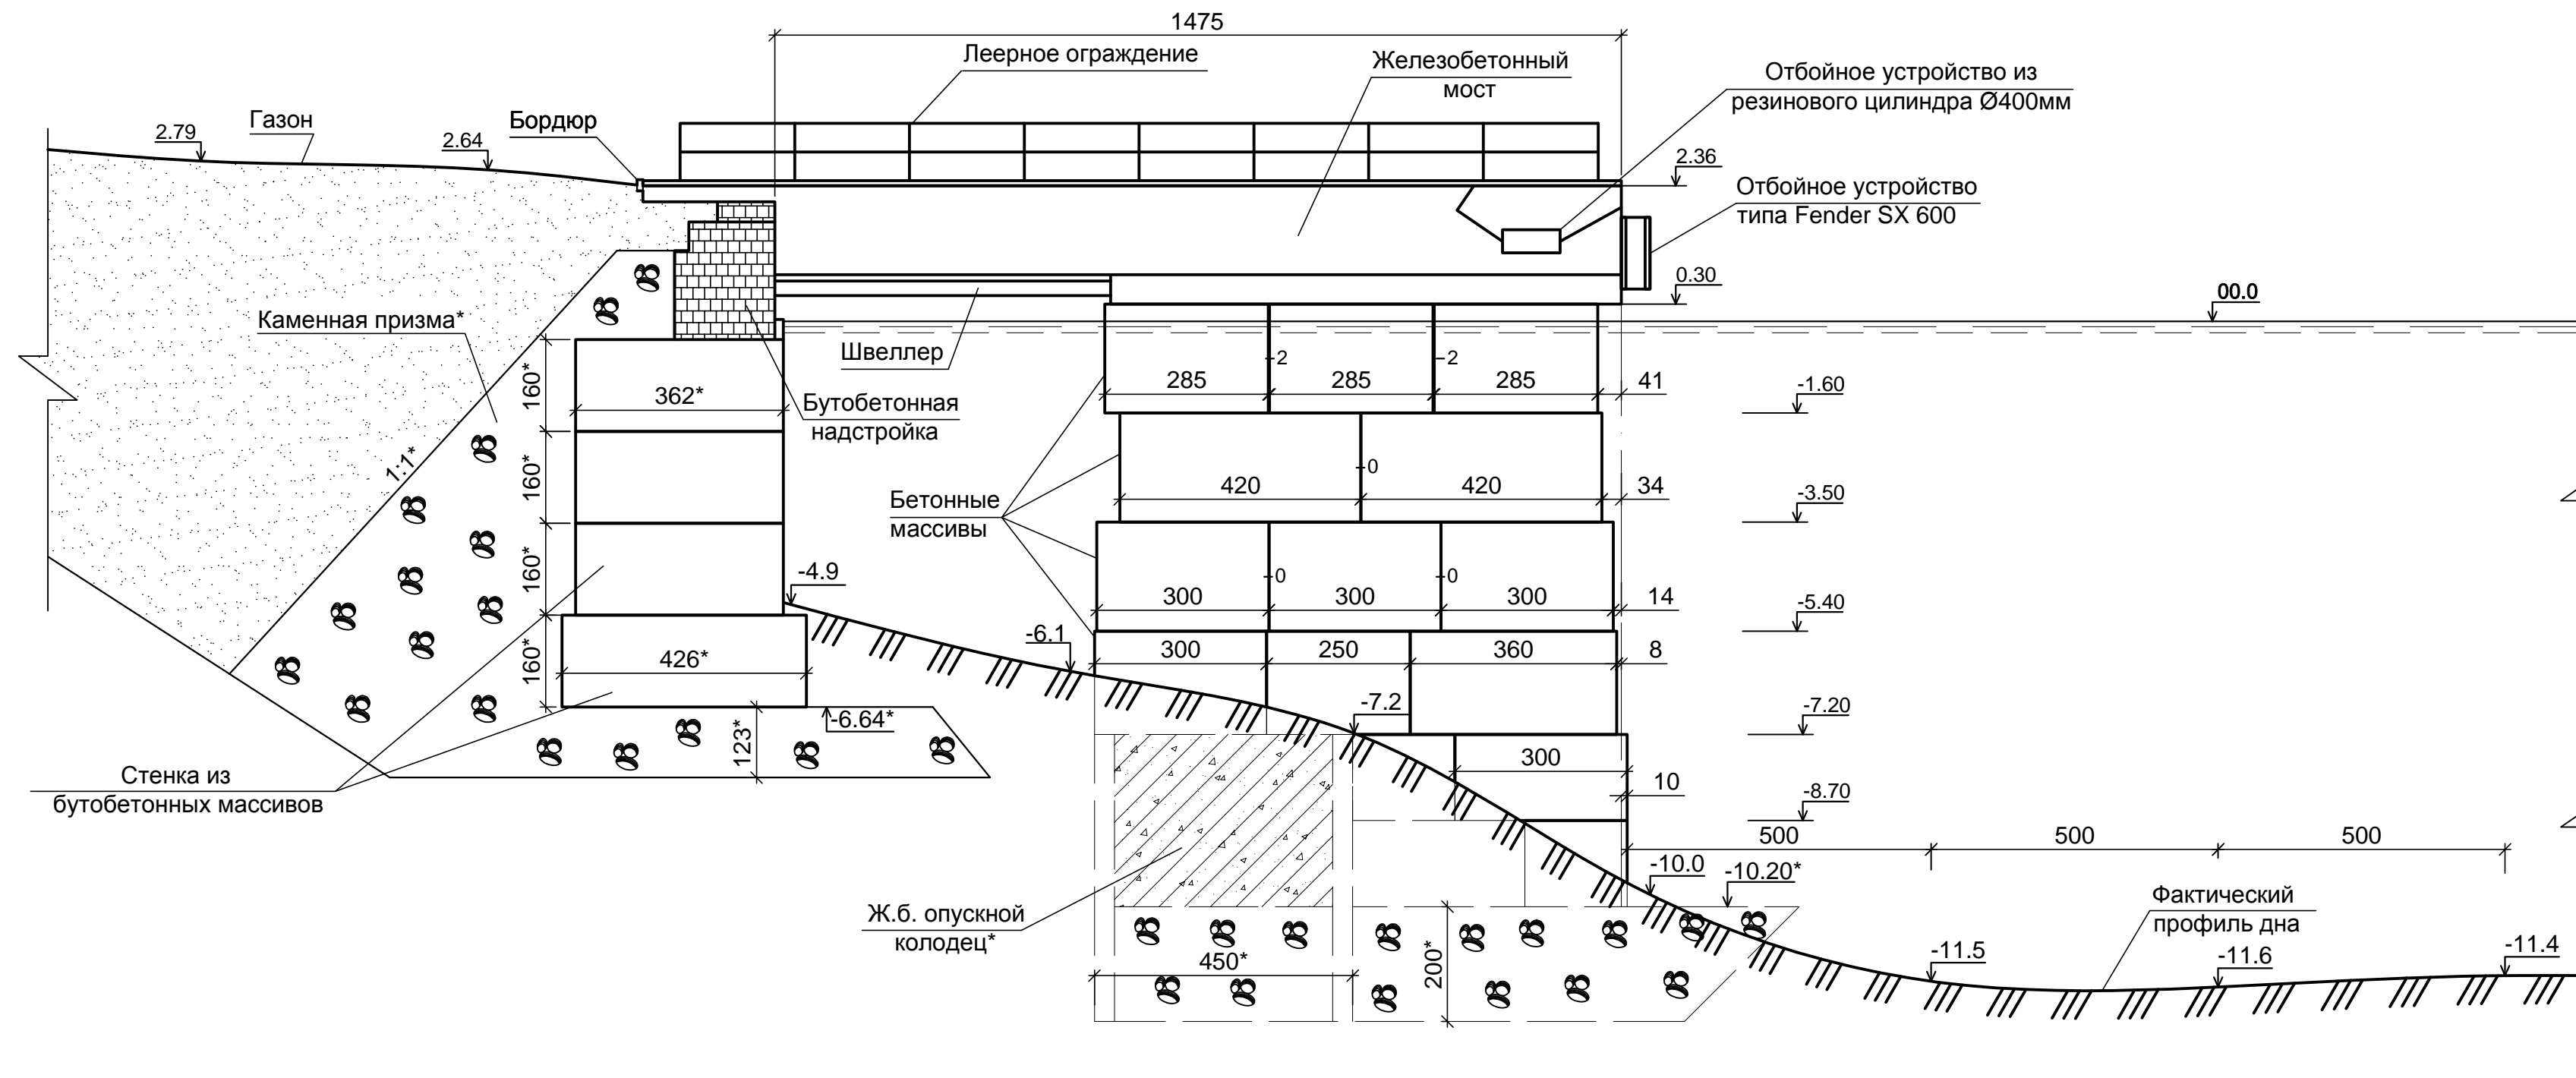 1475
Леерное ограждение
Железобетонный
мост
Отбойное устройство из
резинового цилиндра Ø400мм
Газон
Бордюр
2.79
2.64
2.36
Отбойное устройство
типа Fender SX 600
0.30
00.0
Каменная призма*
Швеллер
Бутобетонная
надстройка
160*
362*
2
2
285
285
285
41
-1.60
1:1*
160*
Бетонные
массивы
0
420
420
34
-3.50
160*
-4.9
0
0
300
300
300
14
-5.40
160*
426*
-6.1
300
250
360
8
-7.2
-7.20
123*
-6.64*
300
10
-8.70
Стенка из
бутобетонных массивов
500
500
500
-10.0
-10.20*
Ж.б. опускной
колодец*
Фактический
профиль дна
450*
200*
-11.5
-11.6
-11.4